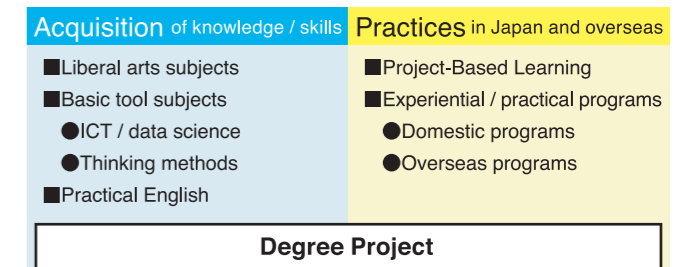 Acquisition of knowledge / skills
■Liberal arts subjects
■Basic tool subjects
●ICT / data science
●Thinking methods
■Practical English
Practices in Japan and overseas
■Project-Based Learning
■Experiential / practical programs
●Domestic programs
●Overseas programs
Degree Project